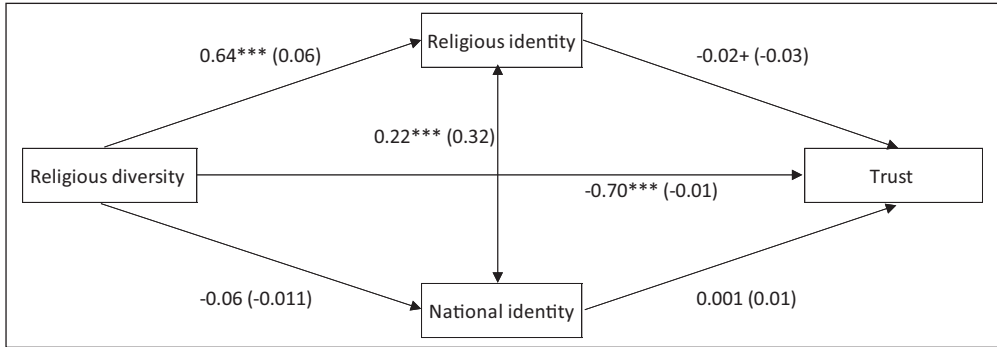 Religious identity
0.64*** (0.06)
-0.02+ (-0.03)
0.22*** (0.32)
Religious diversity
Trust
-0.70*** (-0.01)
-0.06 (-0.011)
National identity
0.001 (0.01)